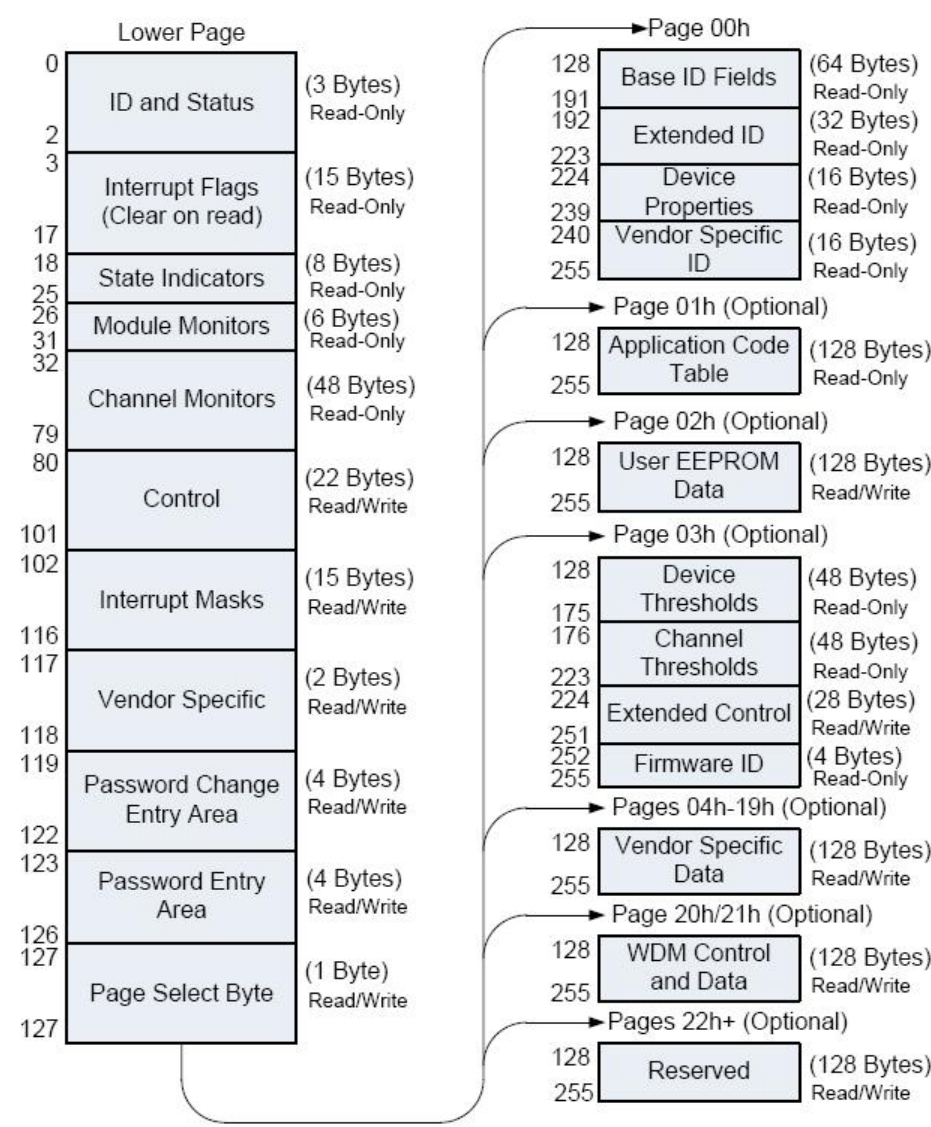 Lower Page
0
ID and Status
2
(3 Bytes)
Read-Only
3
Interrupt Flags
(Clear on read)
17
(15 Bytes)
Read-Only
18
State Indicators
25
(8 Bytes)
Read-Only
26
Module Monitors
31
(6 Bytes)
Read-Only
32
Channel Monitors
79
(48 Bytes)
Read-Only
80
Control
101
(22 Bytes)
Read/Write
102
Interrupt Masks
116
(15 Bytes)
Read/Write
117
Vendor Specific
118
(2 Bytes)
Read/Write
119
Password Change
Entry Area
122
(4 Bytes)
Read/Write
123
Password Entry
Area
126
(4 Bytes)
Read/Write
127
Page Select Byte
127
(1 Byte)
Read/Write
Page 00h
128
Base ID Fields
191
(64 Bytes)
Read-Only
192
Extended ID
223
(32 Bytes)
Read-Only
224
Device
Properties
239
(16 Bytes)
Read-Only
240
Vendor Specific
ID
255
(16 Bytes)
Read-Only
Page 01h (Optional)
128
Application Code
Table
255
(128 Bytes)
Read-Only
Page 02h (Optional)
128
User EEPROM
Data
255
(128 Bytes)
Read/Write
Page 03h (Optional)
128
Device
Thresholds
175
(48 Bytes)
Read-Only
176
Channel
Thresholds
223
(48 Bytes)
Read-Only
224
Extended Control
251
(28 Bytes)
Read/Write
252
Firmware ID
255
(4 Bytes)
Read-Only
Pages 04h-19h (Optional)
128
Vendor Specific
Data
255
(128 Bytes)
Read/Write
Page 20h/21h (Optional)
128
WDM Control
and Data
255
(128 Bytes)
Read/Write
Pages 22h+ (Optional)
128
Reserved
255
(128 Bytes)
Read/Write